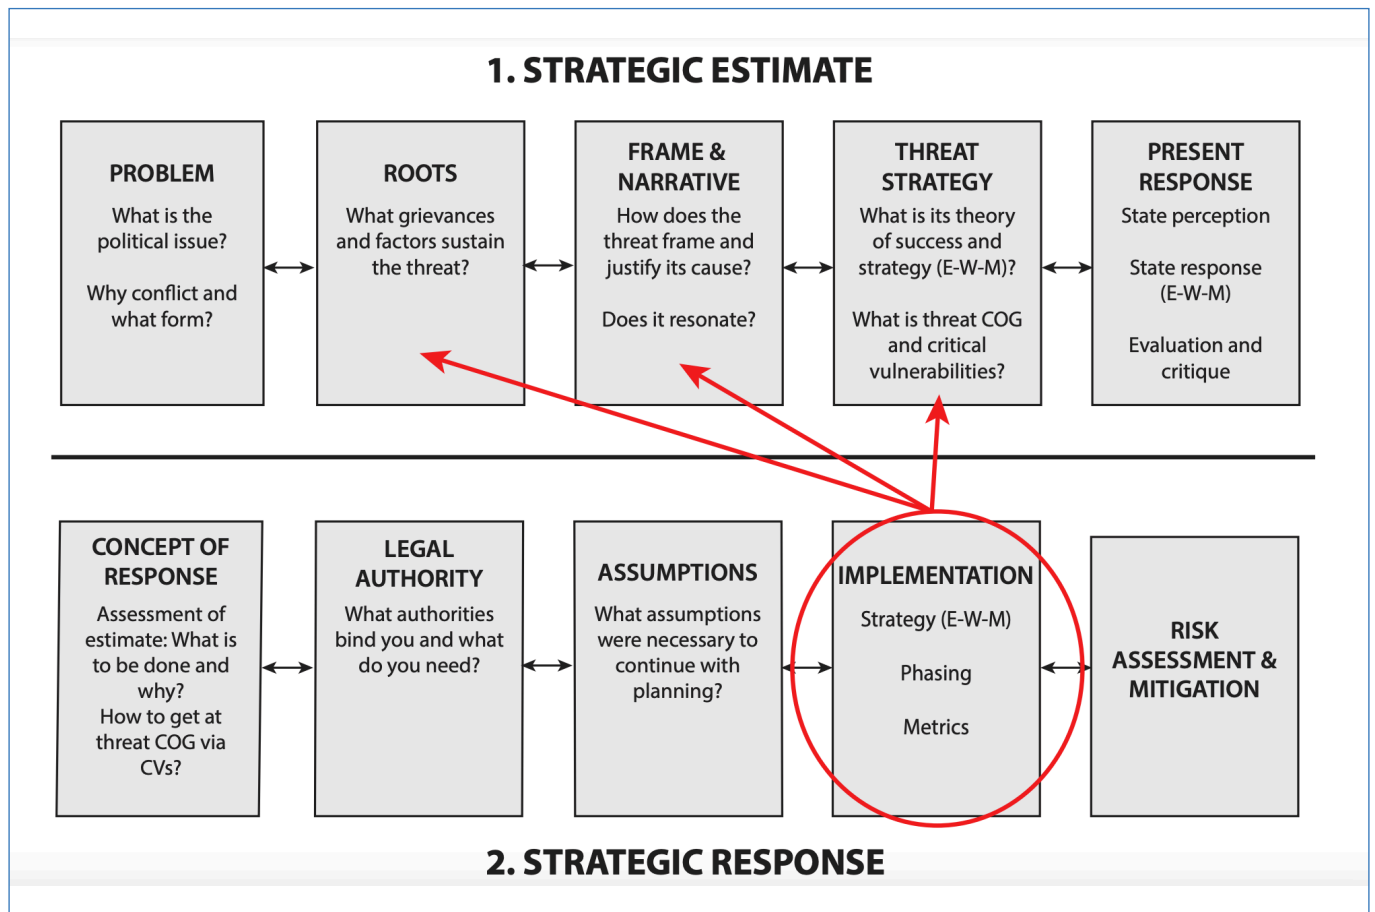 1. STRATEGIC ESTIMATE
PROBLEM
What is the
political issue?
Why conflict and
what form?
ROOTS
What grievances
and factors sustain
the threat?
FRAME &
NARRATIVE
How does the
threat frame and
justify its cause?
Does it resonate?
THREAT
STRATEGY
What is its theory
of success and
strategy (E-W-M)?
What is threat COG
and critical
vulnerabilities?
PRESENT
RESPONSE
State perception
State response
(E-W-M)
Evaluation and
critique
CONCEPT OF
RESPONSE
Assessment of
estimate: What is
to be done and
why?
How to get at
threat COG via
CVs?
LEGAL
AUTHORITY
What authorities
bind you and what
do you need?
ASSUMPTIONS
What assumptions
were necessary to
continue with
planning?
IMPLEMENTATION
Strategy (E-W-M)
Phasing
Metrics
RISK
ASSESSMENT &
MITIGATION
2. STRATEGIC RESPONSE